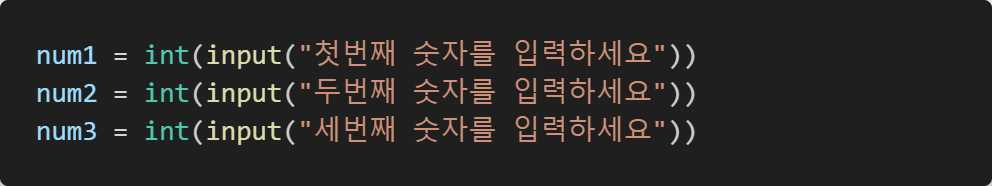 num1 = int(input("첫번째 숫자를 입력하세요"))
num2 = int(input("두번째 숫자를 입력하세요"))
num3 = int(input("세번째 숫자를 입력하세요"))